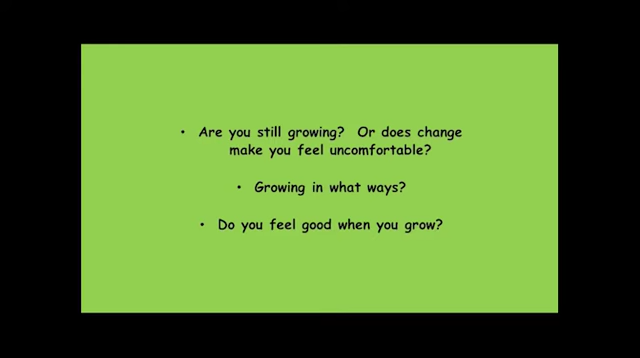 • Are you still growing?  Or does change
make you feel uncomfortable?
• Growing in what ways?
• Do you feel good when you grow?